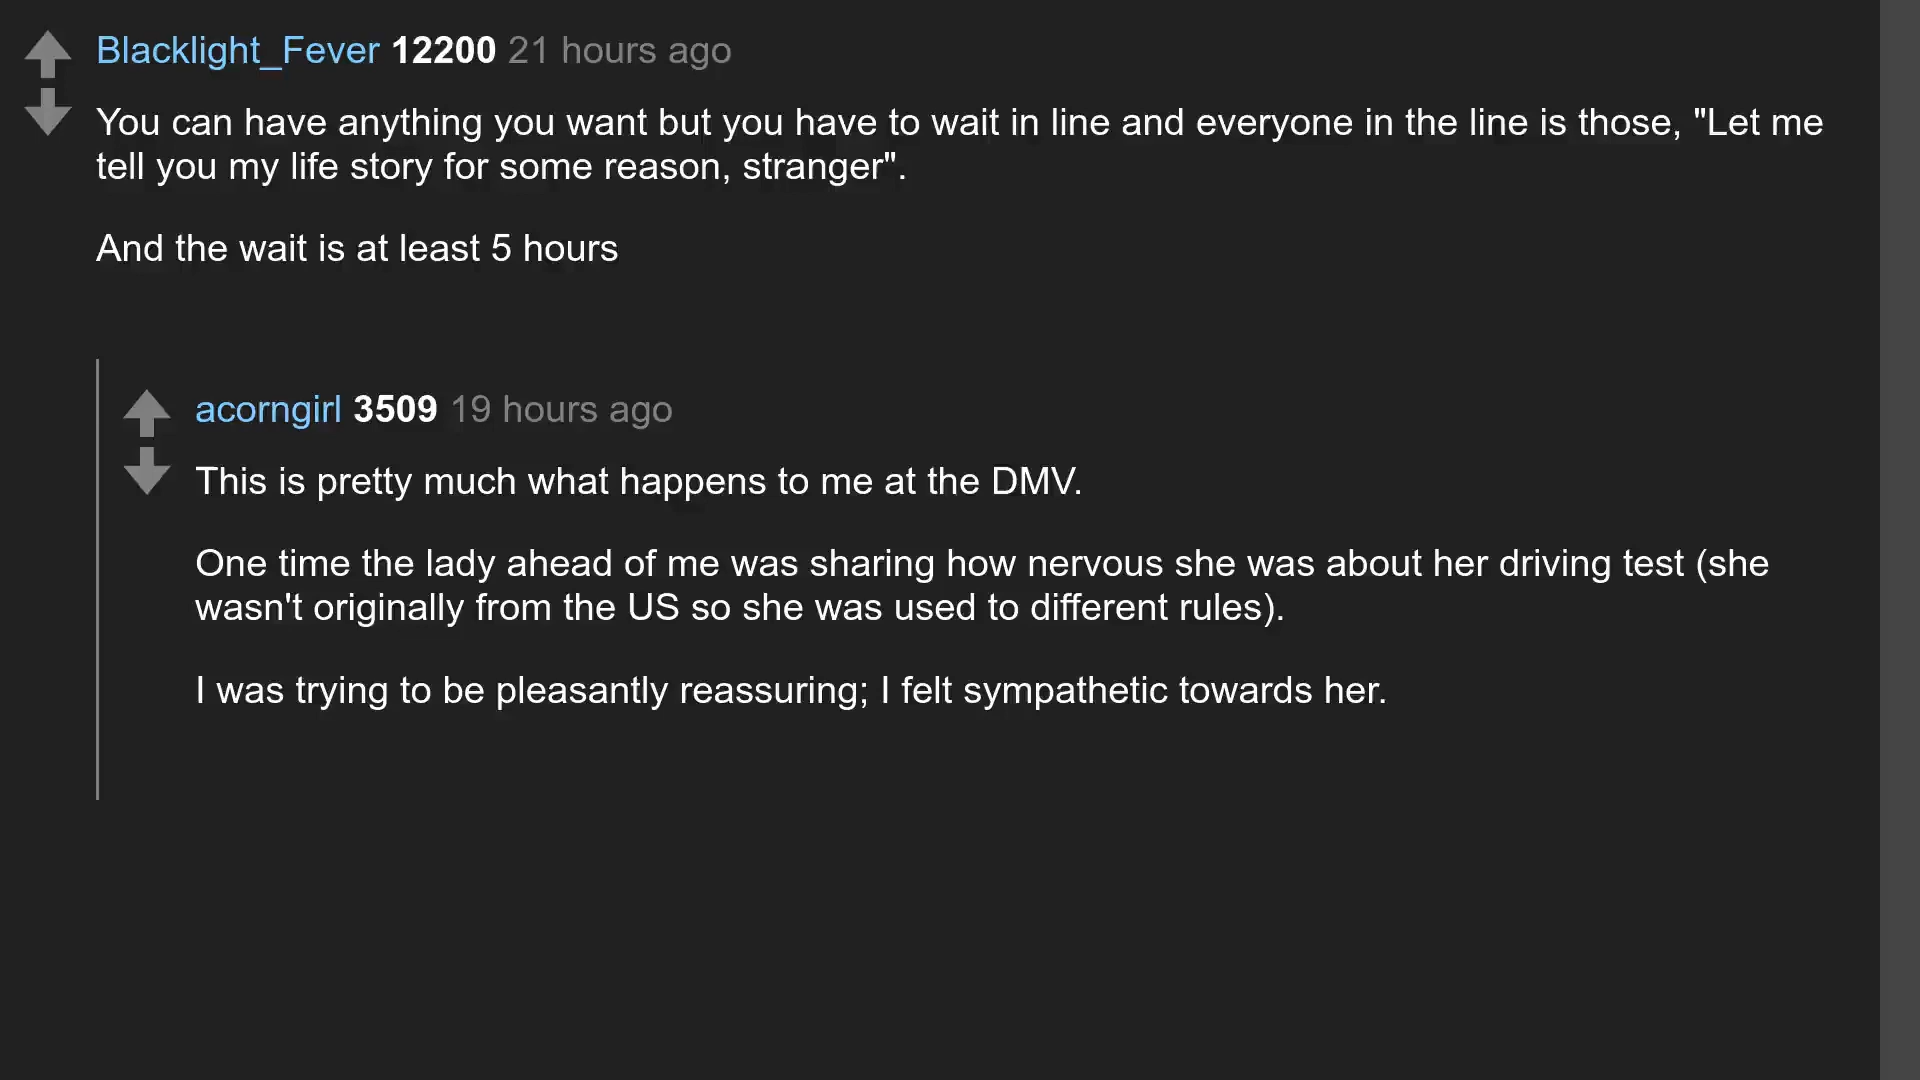 Blacklight_Fever 12200 21 hours ago
You can have anything you want but you have to wait in line and everyone in the line is those, "Let me
tell you my life story for some reason, stranger".
And the wait is at least 5 hours
acorngirl 3509 19 hours ago
This is pretty much what happens to me at the DMV.
One time the lady ahead of me was sharing how nervous she was about her driving test (she
wasn't originally from the US so she was used to different rules).
I was trying to be pleasantly reassuring; I felt sympathetic towards her.